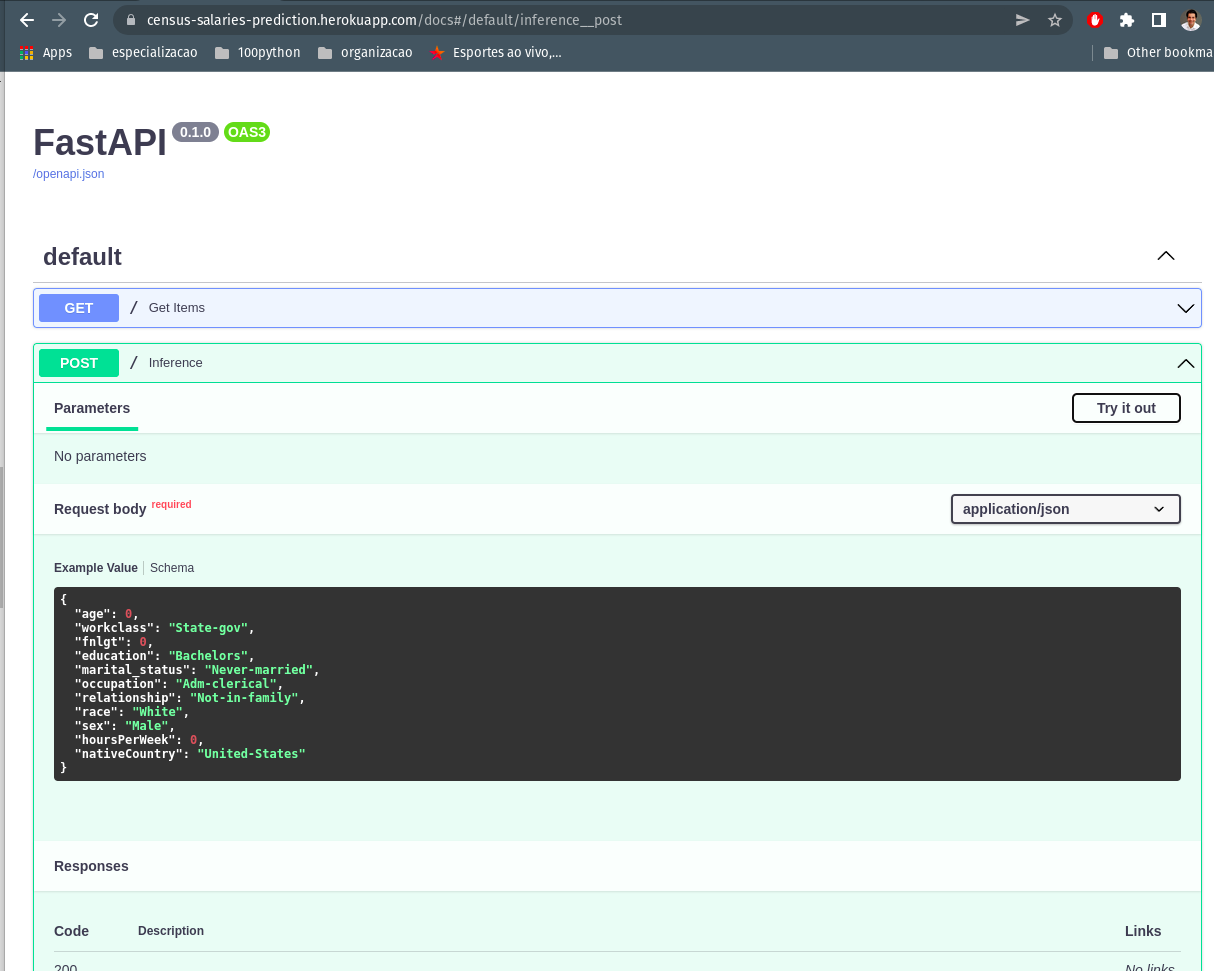 census-salaries-prediction.herokuapp.com/docs#/default/inference__post
Apps especializacao 100python organizacao Esportes ao vivo,... Other bookma
FastAPI 0.1.0 OAS3
/openapi.json
default
GET / Get Items
POST / Inference
Parameters Try it out
No parameters
Request body required application/json
Example Value Schema
{
"age": 0,
"workclass": "State-gov",
"fnlgt": 0,
"education": "Bachelors",
"marital_status": "Never-married",
"occupation": "Adm-clerical",
"relationship": "Not-in-family",
"race": "White",
"sex": "Male",
"hoursPerWeek": 0,
"nativeCountry": "United-States"
}
Responses
Code Description Links
200 No links